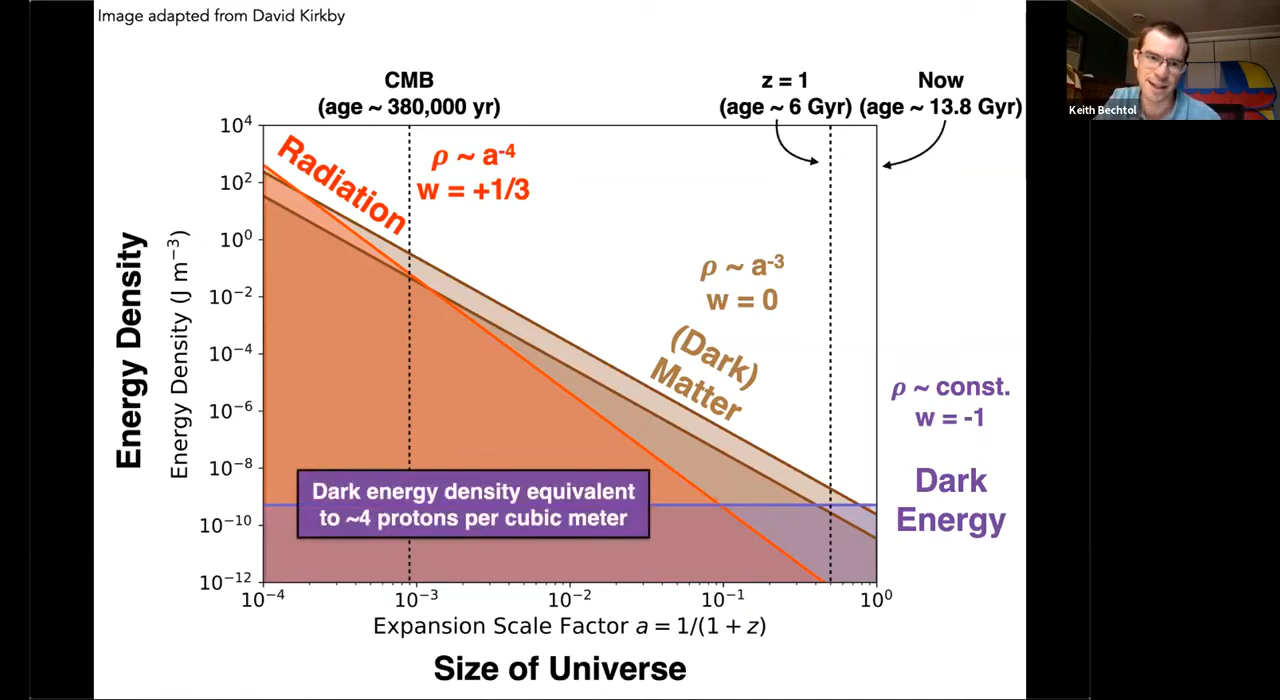 Image adapted from David Kirkby
Keith Bechtol
CMB
(age ~ 380,000 yr)
z = 1
(age ~ 6 Gyr)
Now
(age ~ 13.8 Gyr)
Radiation
ρ ~ a⁻⁴
w = +1/3
ρ ~ a⁻³
w = 0
(Dark)
Matter
ρ ~ const.
w = -1
Dark
Energy
Dark energy density equivalent
to ~4 protons per cubic meter
Energy Density
Energy Density (J m⁻³)
10⁴
10²
10⁰
10⁻²
10⁻⁴
10⁻⁶
10⁻⁸
10⁻¹⁰
10⁻¹²
10⁻⁴
10⁻³
10⁻²
10⁻¹
10⁰
Expansion Scale Factor a = 1/(1 + z)
Size of Universe